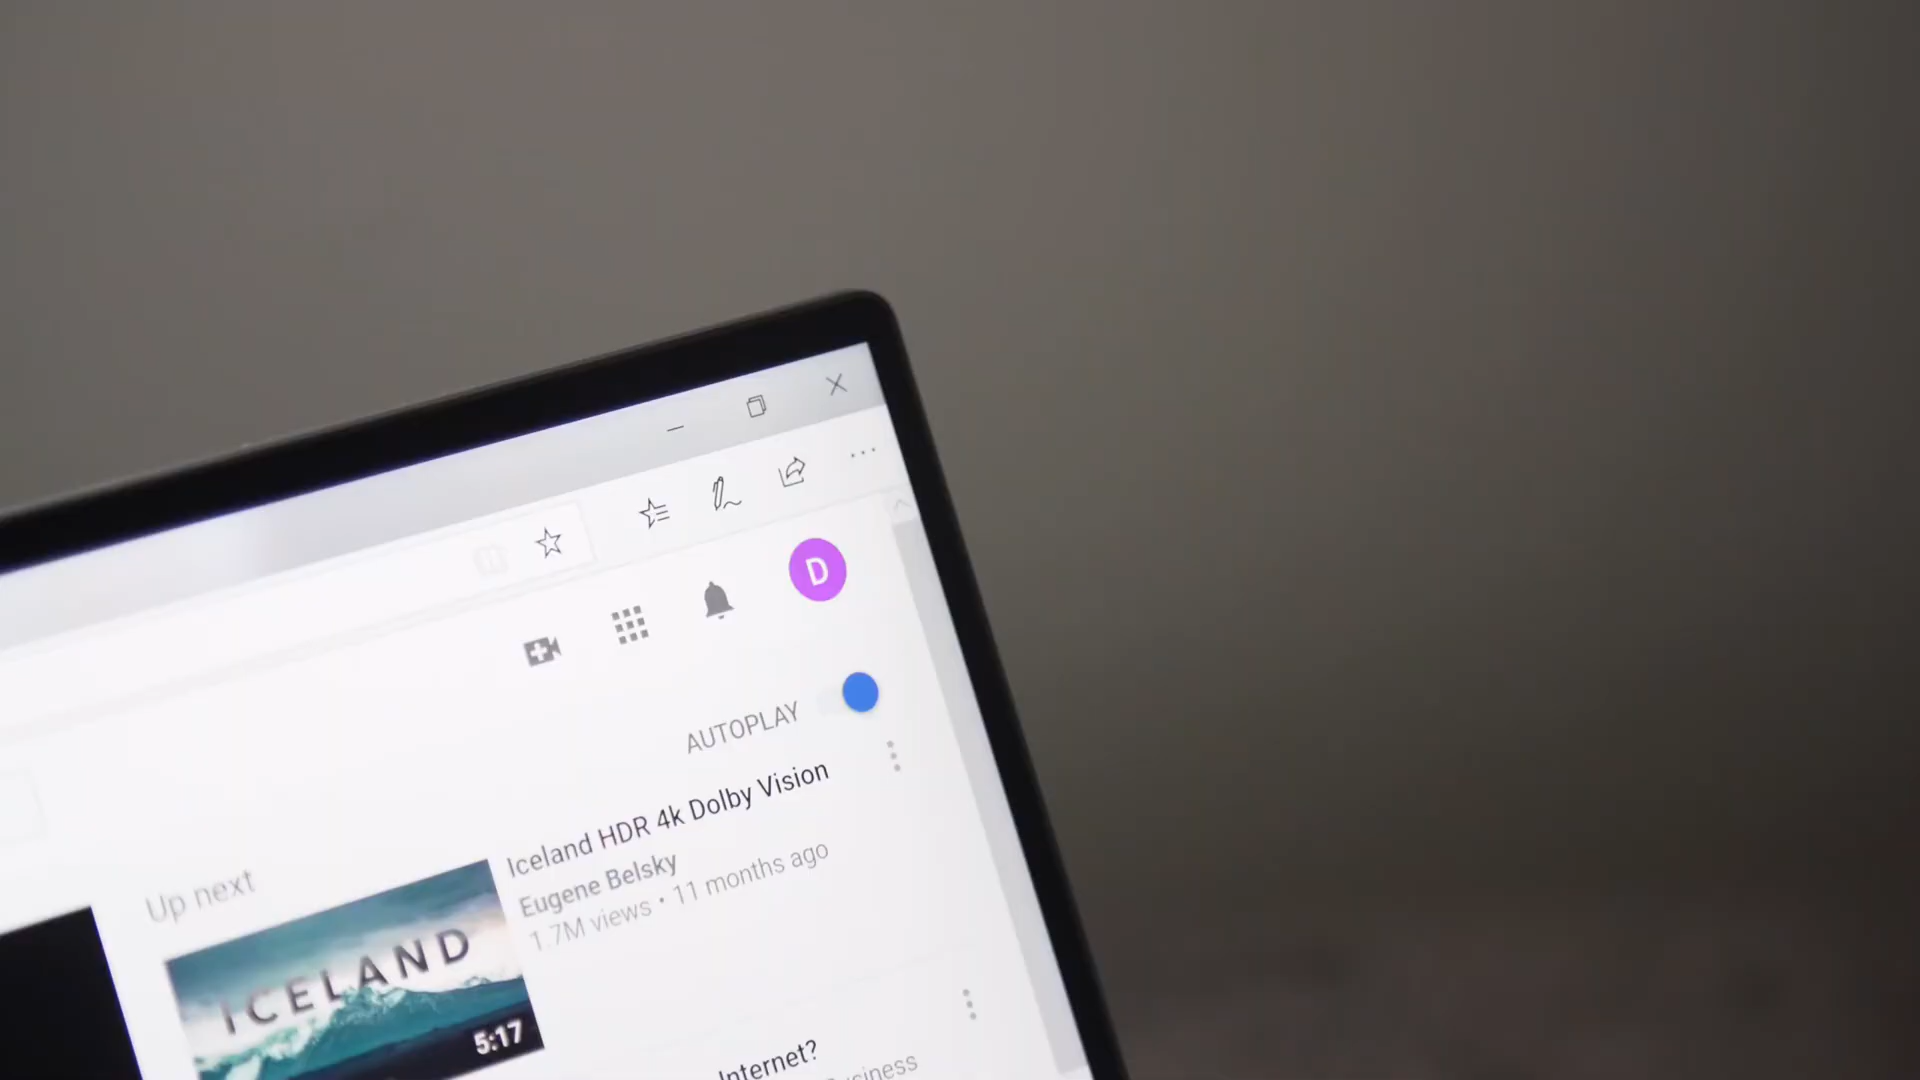 D
AUTOPLAY
Up next
Iceland HDR 4k Dolby Vision
Eugene Belsky
1.7M views • 11 months ago
ICELAND
5:17
Internet?